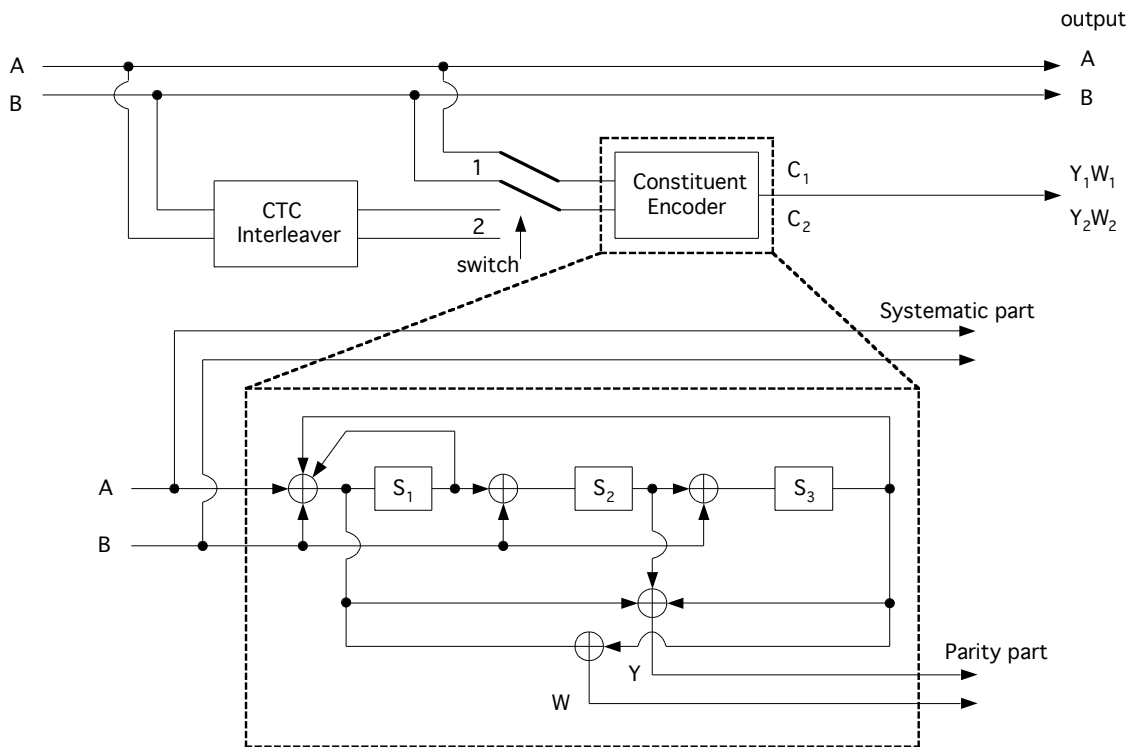 output
A
A
B
B
1
CTC
Interleaver
2
switch
Constituent
Encoder
C₁
C₂
Y₁W₁
Y₂W₂
Systematic part
A
S₁
S₂
S₃
B
Y
W
Parity part